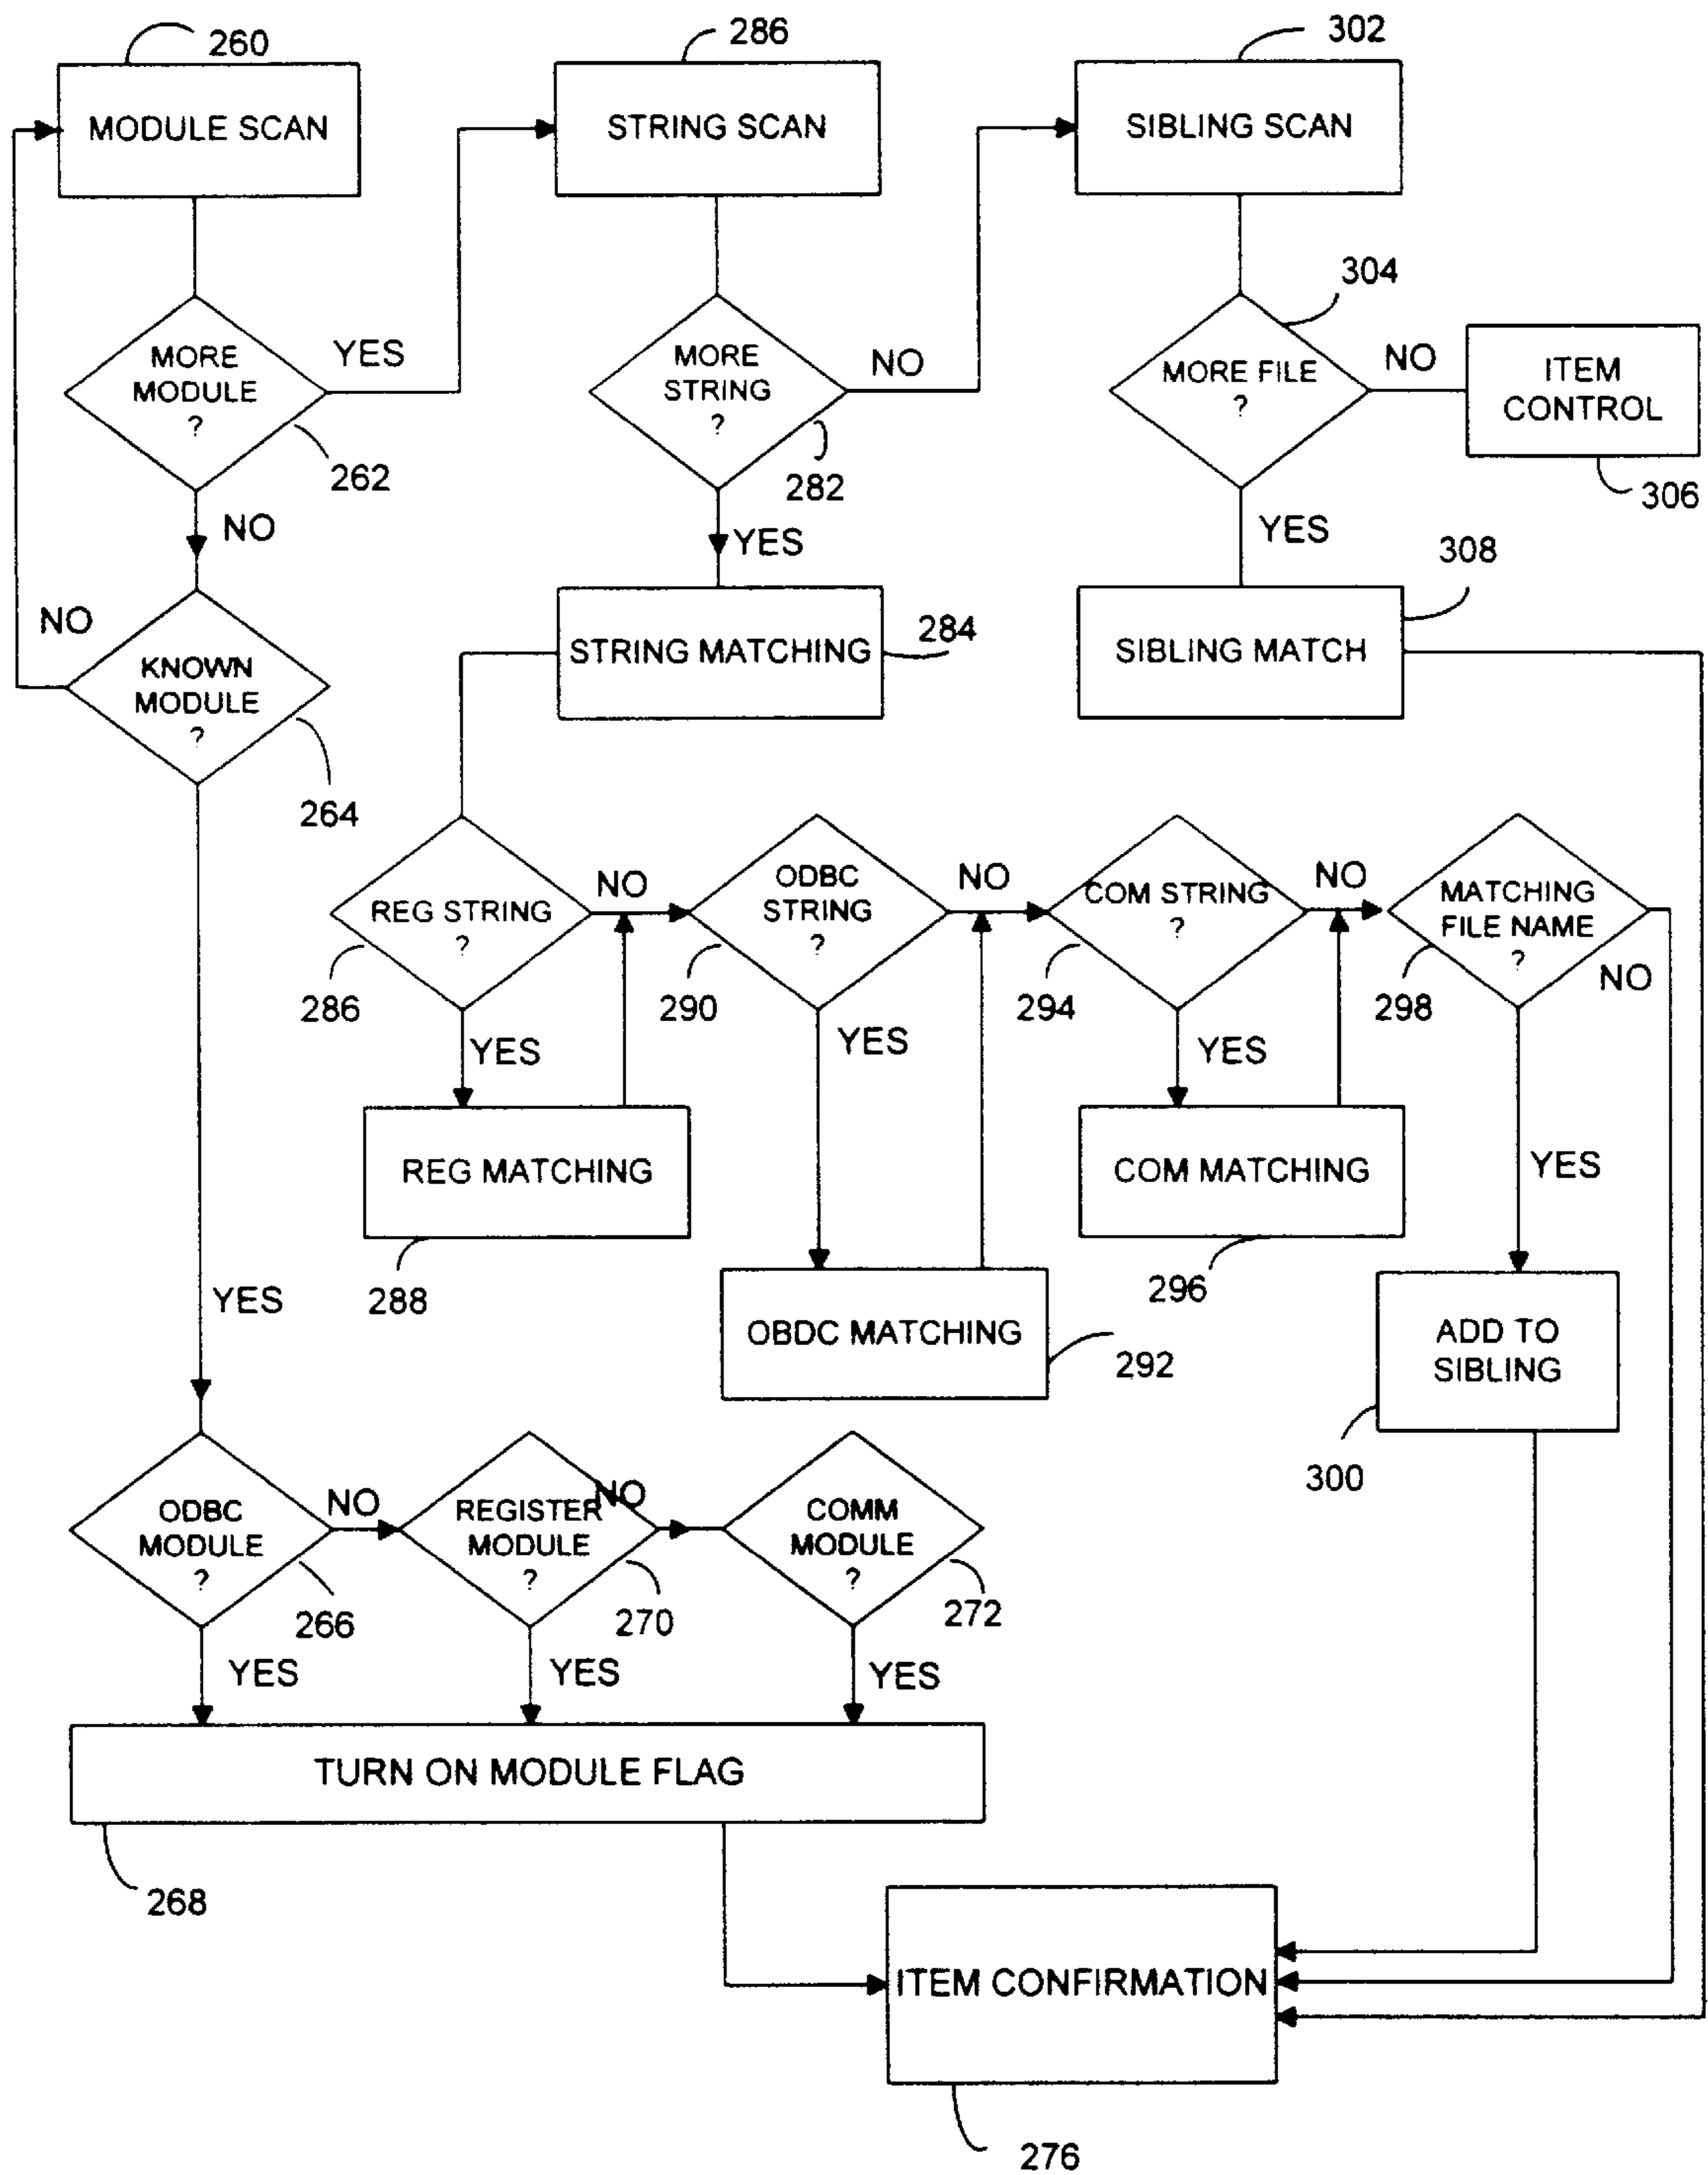 260
286
302
MODULE SCAN
STRING SCAN
SIBLING SCAN
304
MORE
MODULE
?
YES
262
NO
MORE
STRING
?
NO
282
YES
MORE FILE
?
NO
YES
ITEM
CONTROL
306
308
NO
KNOWN
MODULE
?
264
STRING MATCHING
284
SIBLING MATCH
REG STRING
?
286
NO
YES
ODBC
STRING
?
290
NO
YES
COM STRING
?
294
NO
YES
MATCHING
FILE NAME
?
298
NO
YES
REG MATCHING
288
COM MATCHING
296
YES
OBDC MATCHING
292
ADD TO
SIBLING
300
ODBC
MODULE
?
NO
266
YES
REGISTER
MODULE
?
NO
270
YES
COMM
MODULE
?
272
YES
TURN ON MODULE FLAG
268
ITEM CONFIRMATION
276